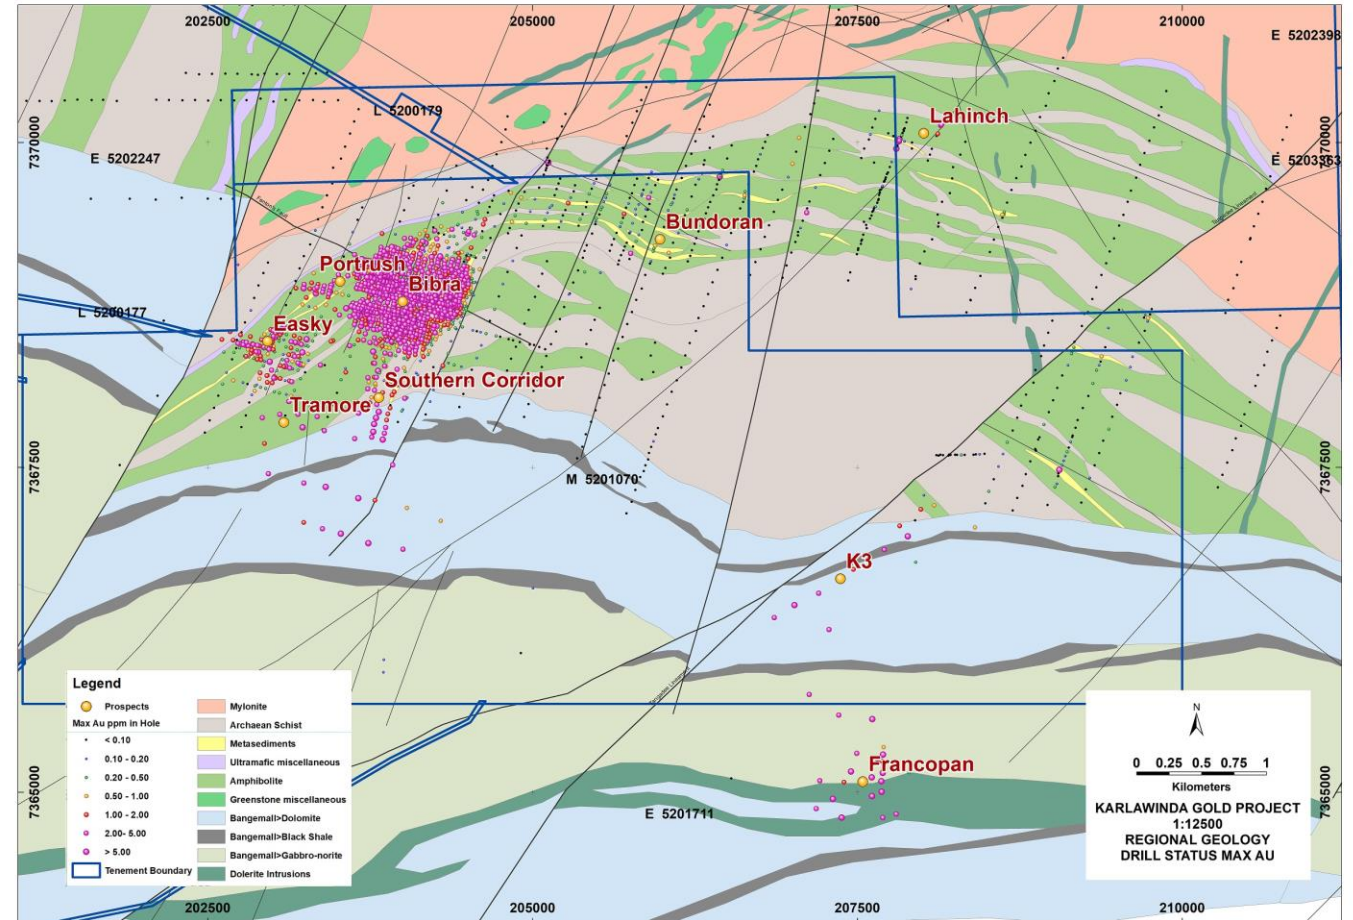 202500
205000
207500
210000
E 5202398
L 5200179
Lahinch
7370000
7370000
E 5202247
E 5203363
Bundoran
Portrush
Bibra
L 5200177
Easky
Southern Corridor
Tramore
7367500
7367500
M 5201070
K3
Legend
Prospects
Max Au ppm in Hole
< 0.10
0.10 - 0.20
0.20 - 0.50
0.50 - 1.00
1.00 - 2.00
2.00- 5.00
> 5.00
Tenement Boundary
Mylonite
Archaean Schist
Metasediments
Ultramafic miscellaneous
Amphibolite
Greenstone miscellaneous
Bangemall>Dolomite
Bangemall>Black Shale
Bangemall>Gabbro-norite
Dolerite Intrusions
Francopan
E 5201711
7365000
7365000
N
0 0.25 0.5 0.75 1
Kilometers
KARLAWINDA GOLD PROJECT
1:12500
REGIONAL GEOLOGY
DRILL STATUS MAX AU
202500
205000
207500
210000